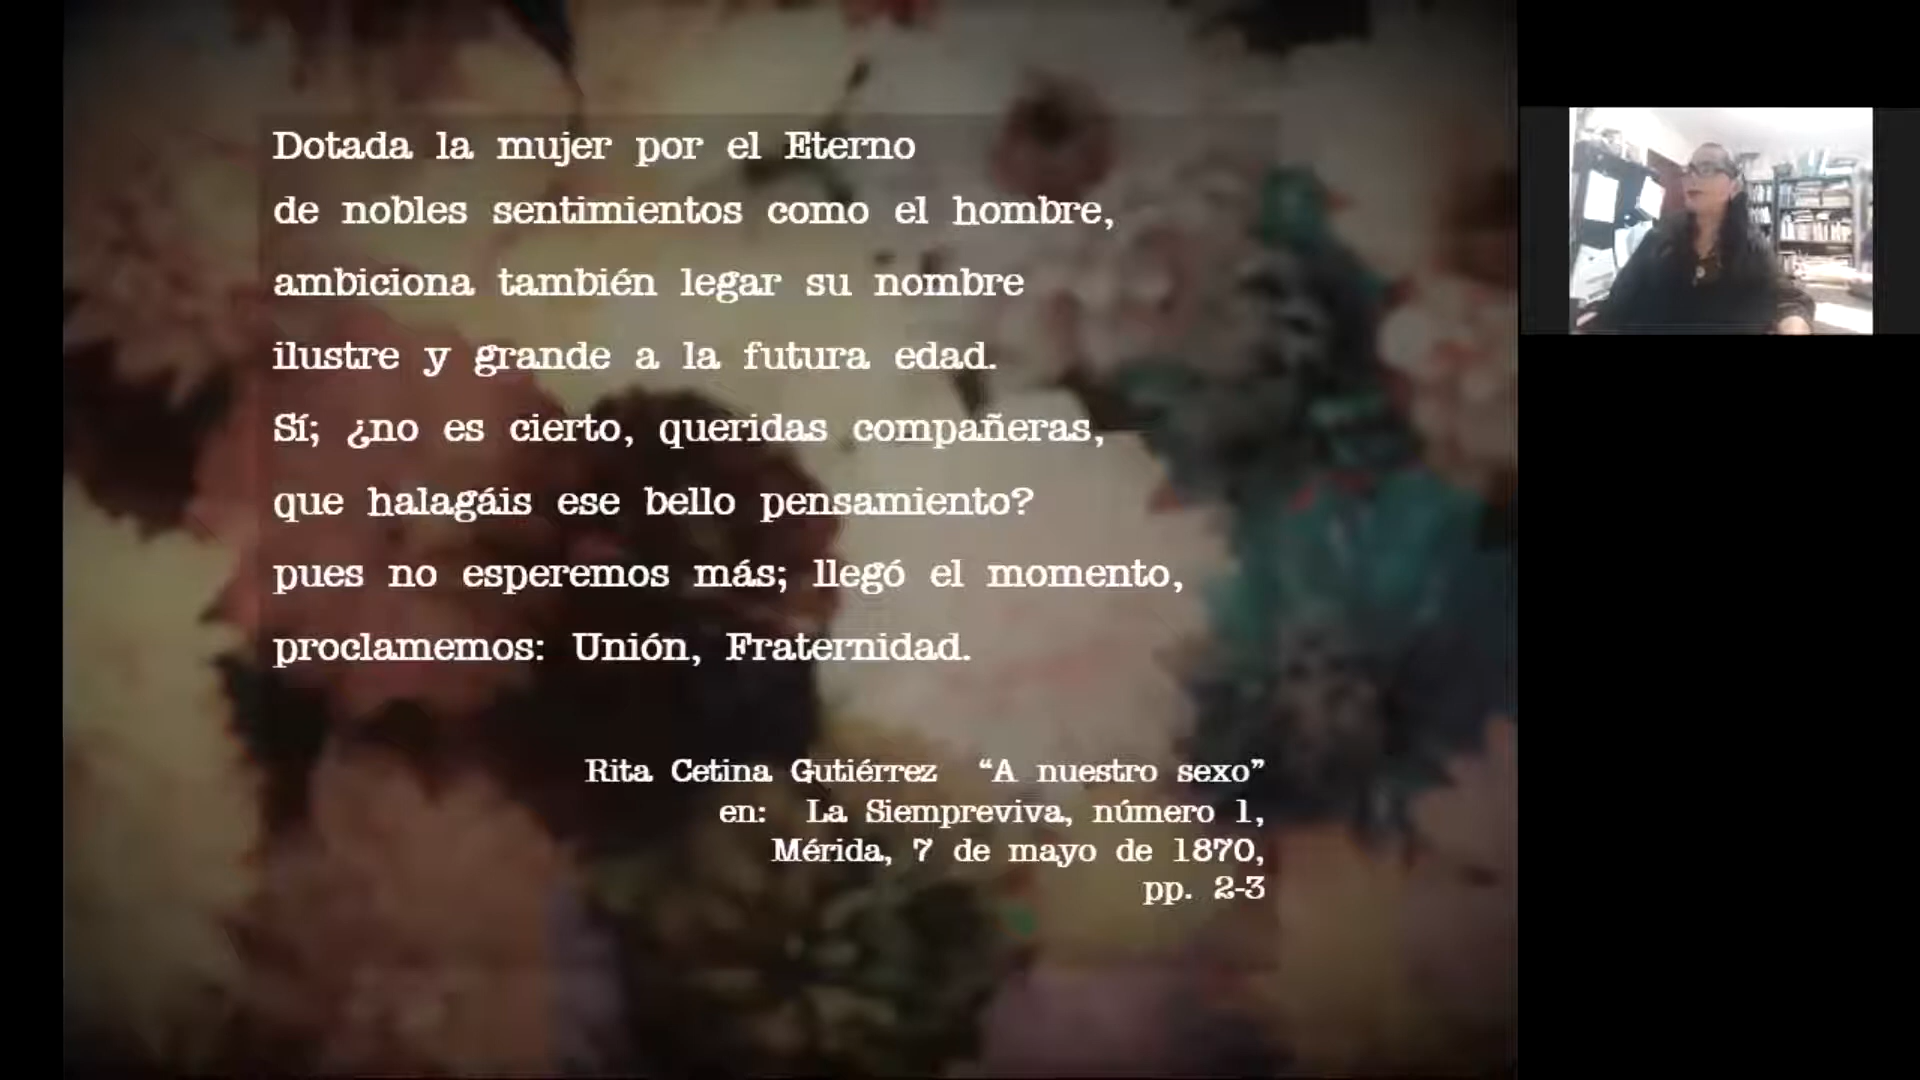 Dotada la mujer por el Eterno
de nobles sentimientos como el hombre,
ambiciona también legar su nombre
ilustre y grande a la futura edad.
Sí; ¿no es cierto, queridas compañeras,
que halagáis ese bello pensamiento?
pues no esperemos más; llegó el momento,
proclamemos: Unión, Fraternidad.
Rita Cetina Gutiérrez “A nuestro sexo”
en: La Siempreviva, número 1,
Mérida, 7 de mayo de 1870,
pp. 2-3